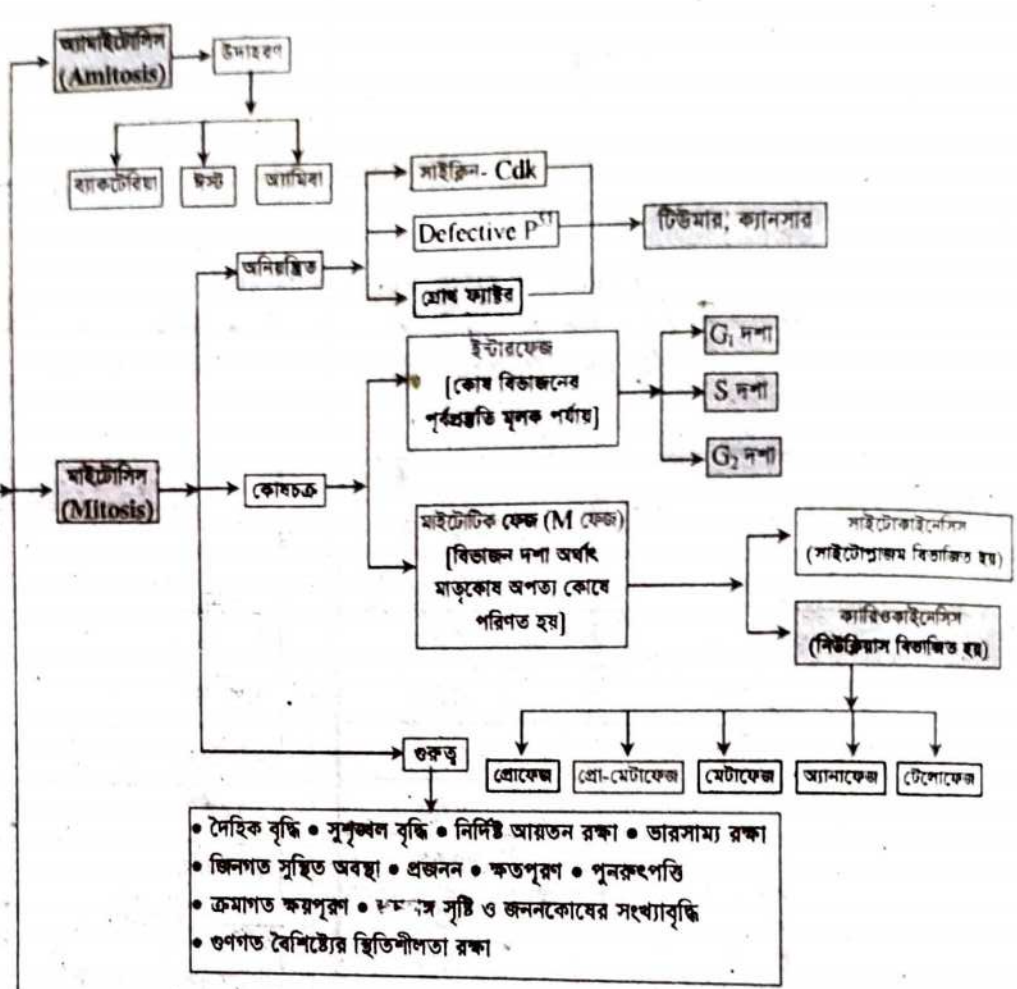 অ্যামাইটোসিস
(Amitosis)
উদাহরণ
ব্যাকটেরিয়া
ঈস্ট
অ্যামিবা
অনিয়ন্ত্রিত
সাইক্লিন- Cdk
Defective P
গ্রোথ ফ্যাক্টর
টিউমার, ক্যানসার
মাইটোসিস
(Mitosis)
কোষচক্র
ইন্টারফেজ
[কোষ বিভাজনের
পূর্বপ্রস্তুতি মূলক পর্যায়]
G₁ দশা
S দশা
G₂ দশা
মাইটোটিক ফেজ (M ফেজ)
[বিভাজন দশা অর্থাৎ
মাতৃকোষ অপত্য কোষে
পরিণত হয়]
সাইটোকাইনেসিস
(সাইটোপ্লাজম বিভাজিত হয়)
ক্যারিওকাইনেসিস
(নিউক্লিয়াস বিভাজিত হয়)
প্রোফেজ
প্রো-মেটাফেজ
মেটাফেজ
অ্যানাফেজ
টেলোফেজ
গুরুত্ব
• দৈহিক বৃদ্ধি • সুশৃঙ্খল বৃদ্ধি • নির্দিষ্ট আয়তন রক্ষা • ভারসাম্য রক্ষা
• জিনগত সুস্থিত অবস্থা • প্রজনন • ক্ষতপূরণ • পুনরুৎপত্তি
• ক্রমাগত ক্ষয়পূরণ • সৃষ্টি ও জননকোষের সংখ্যাবৃদ্ধি
• গুণগত বৈশিষ্ট্যের স্থিতিশীলতা রক্ষা